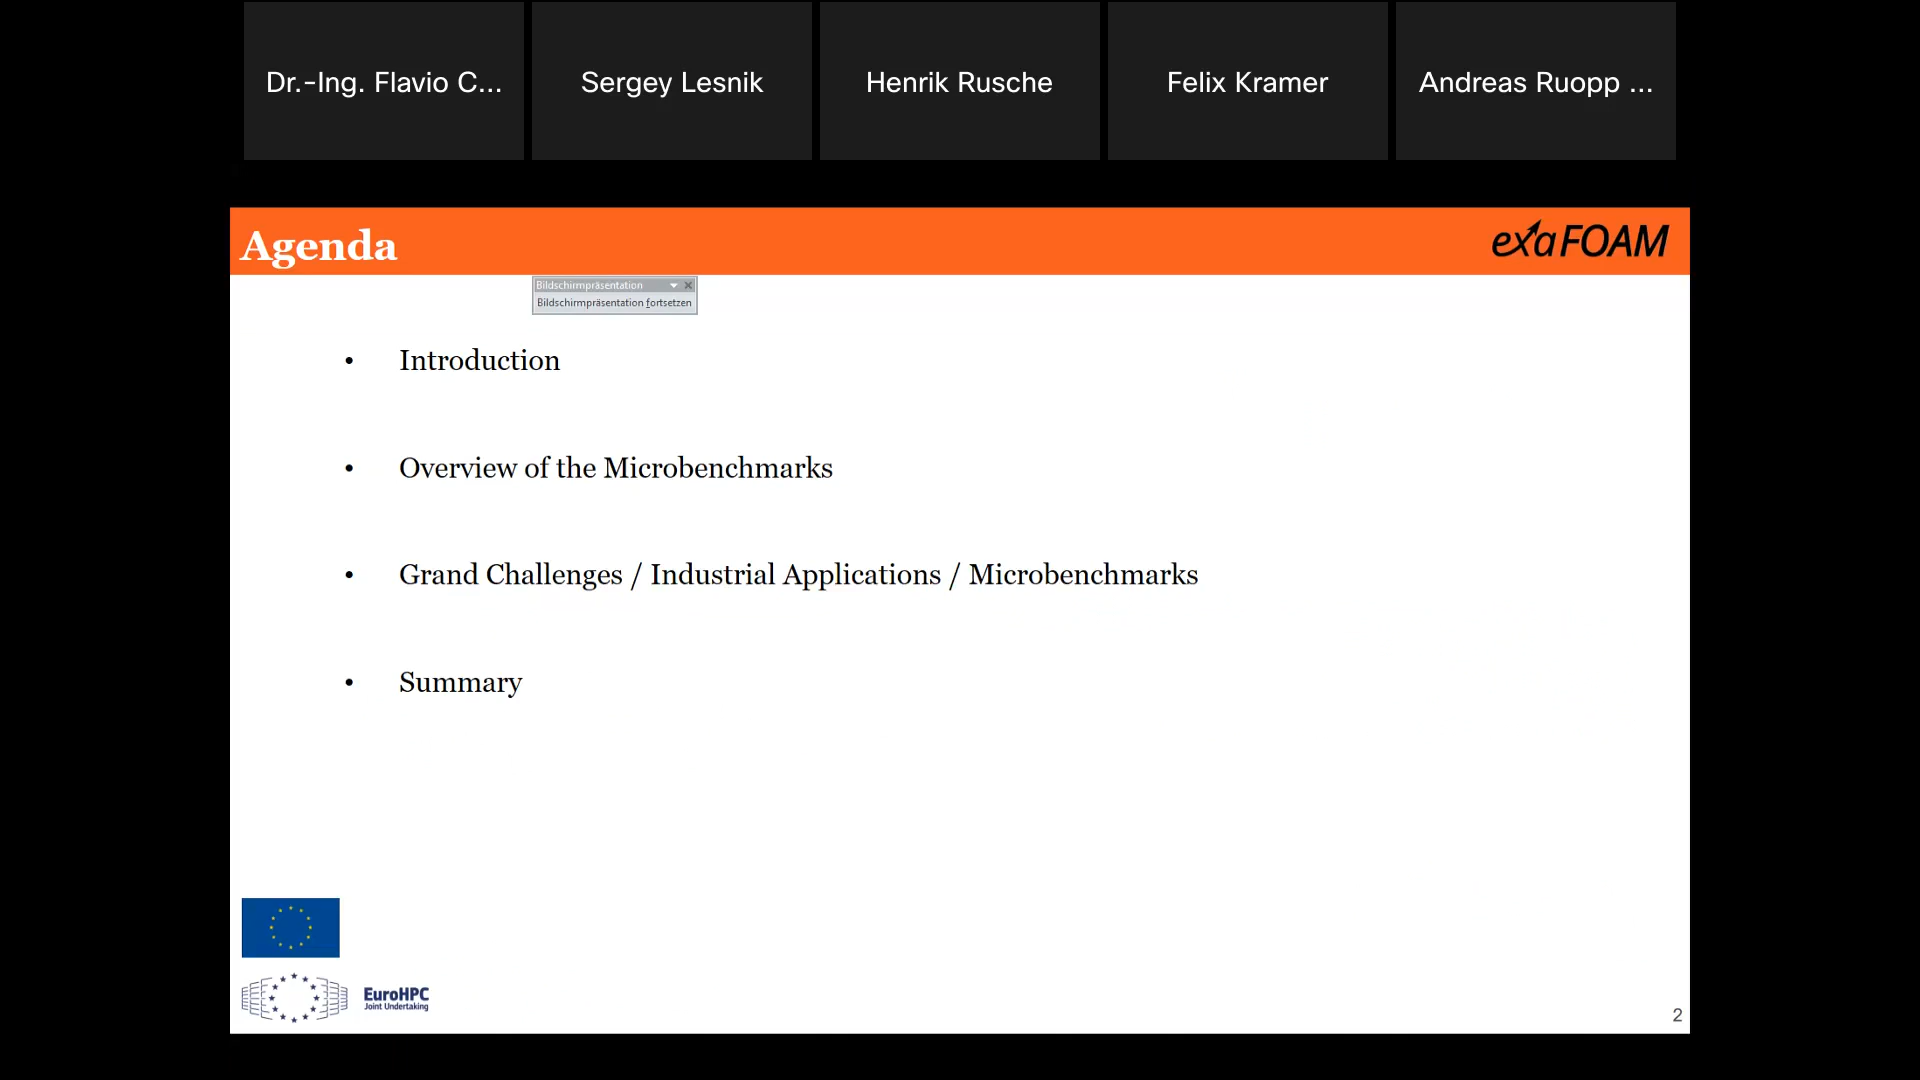 Dr.-Ing. Flavio C...
Sergey Lesnik
Henrik Rusche
Felix Kramer
Andreas Ruopp ...
Agenda
exaFOAM
Bildschirmpräsentation
Bildschirmpräsentation fortsetzen
• Introduction
• Overview of the Microbenchmarks
• Grand Challenges / Industrial Applications / Microbenchmarks
• Summary
EuroHPC
Joint Undertaking
2